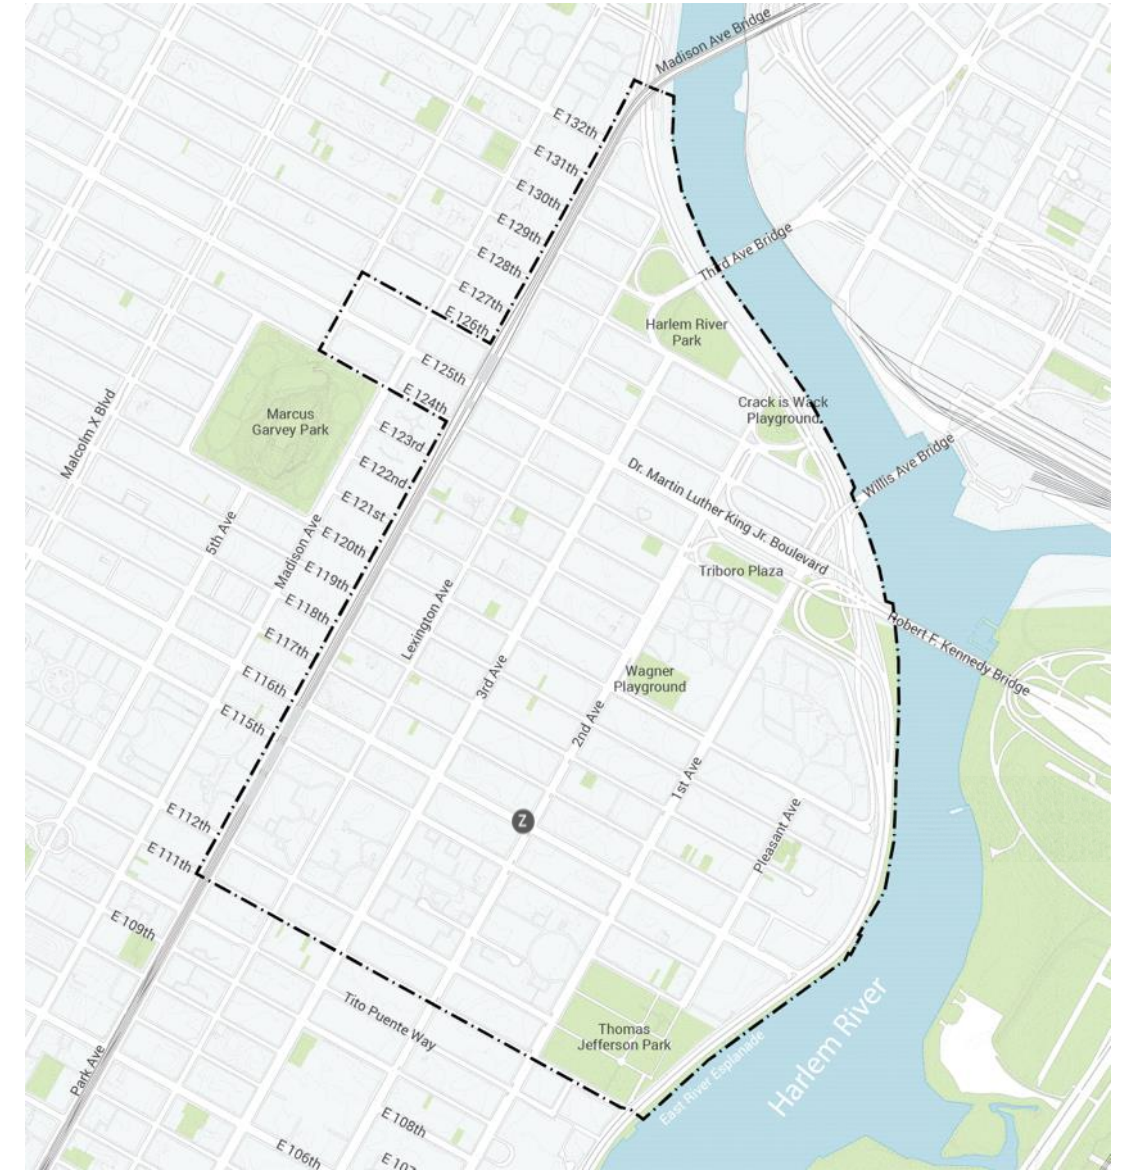 Madison Ave Bridge
E 132th
E 131th
E 130th
E 129th
E 128th
E 127th
E 126th
Third Ave Bridge
Harlem River
Park
E 125th
E 124th
Malcolm X Blvd
Marcus
Garvey Park
Crack is Wack
Playground
E 123rd
E 122nd
Willis Ave Bridge
Dr. Martin Luther King Jr. Boulevard
E 121st
5th Ave
Madison Ave
E 120th
E 119th
Triboro Plaza
E 118th
Lexington Ave
E 117th
Robert F. Kennedy Bridge
E 116th
3rd Ave
Wagner
Playground
E 115th
2nd Ave
1st Ave
Z
E 112th
Pleasant Ave
E 111th
E 109th
Tito Puente Way
Thomas
Jefferson Park
Harlem River
East River Esplanade
Park Ave
E 108th
E 106th
E 107